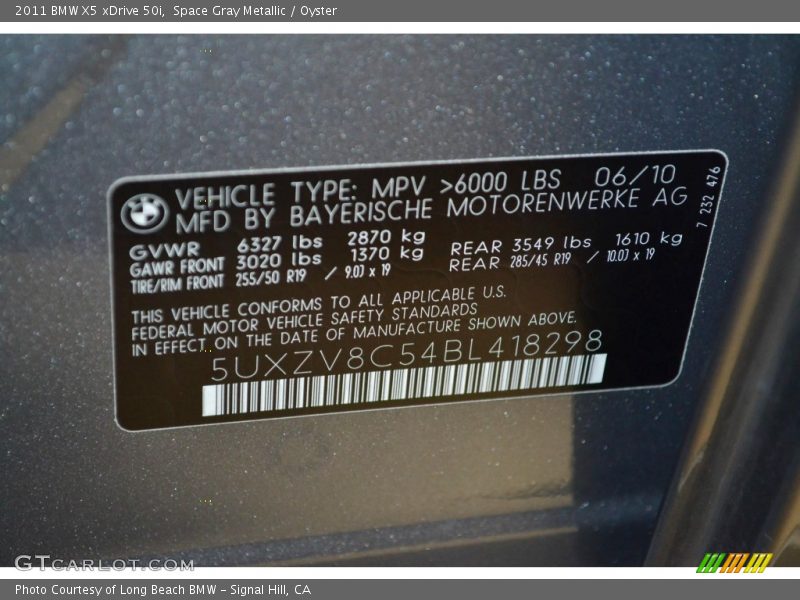 2011 BMW X5 xDrive 50i, Space Gray Metallic / Oyster
VEHICLE TYPE: MPV >6000 LBS 06/10
MFD BY BAYERISCHE MOTORENWERKE AG
7 232 476
GVWR 6327 lbs 2870 kg
GAWR FRONT 3020 lbs 1370 kg REAR 3549 lbs 1610 kg
TIRE/RIM FRONT 255/50 R19 / 9.0J x 19 REAR 285/45 R19 / 10.0J x 19
THIS VEHICLE CONFORMS TO ALL APPLICABLE U.S.
FEDERAL MOTOR VEHICLE SAFETY STANDARDS
IN EFFECT ON THE DATE OF MANUFACTURE SHOWN ABOVE.
5UXZV8C54BL418298
GTCARLOT.COM
Photo Courtesy of Long Beach BMW - Signal Hill, CA